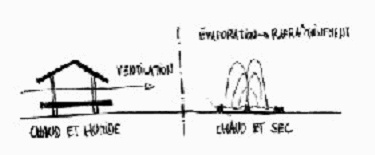 VENTILATION
CHAUD ET HUMIDE
ÉVAPORATION → RAFRAÎCHISSEMENT
CHAUD ET SEC